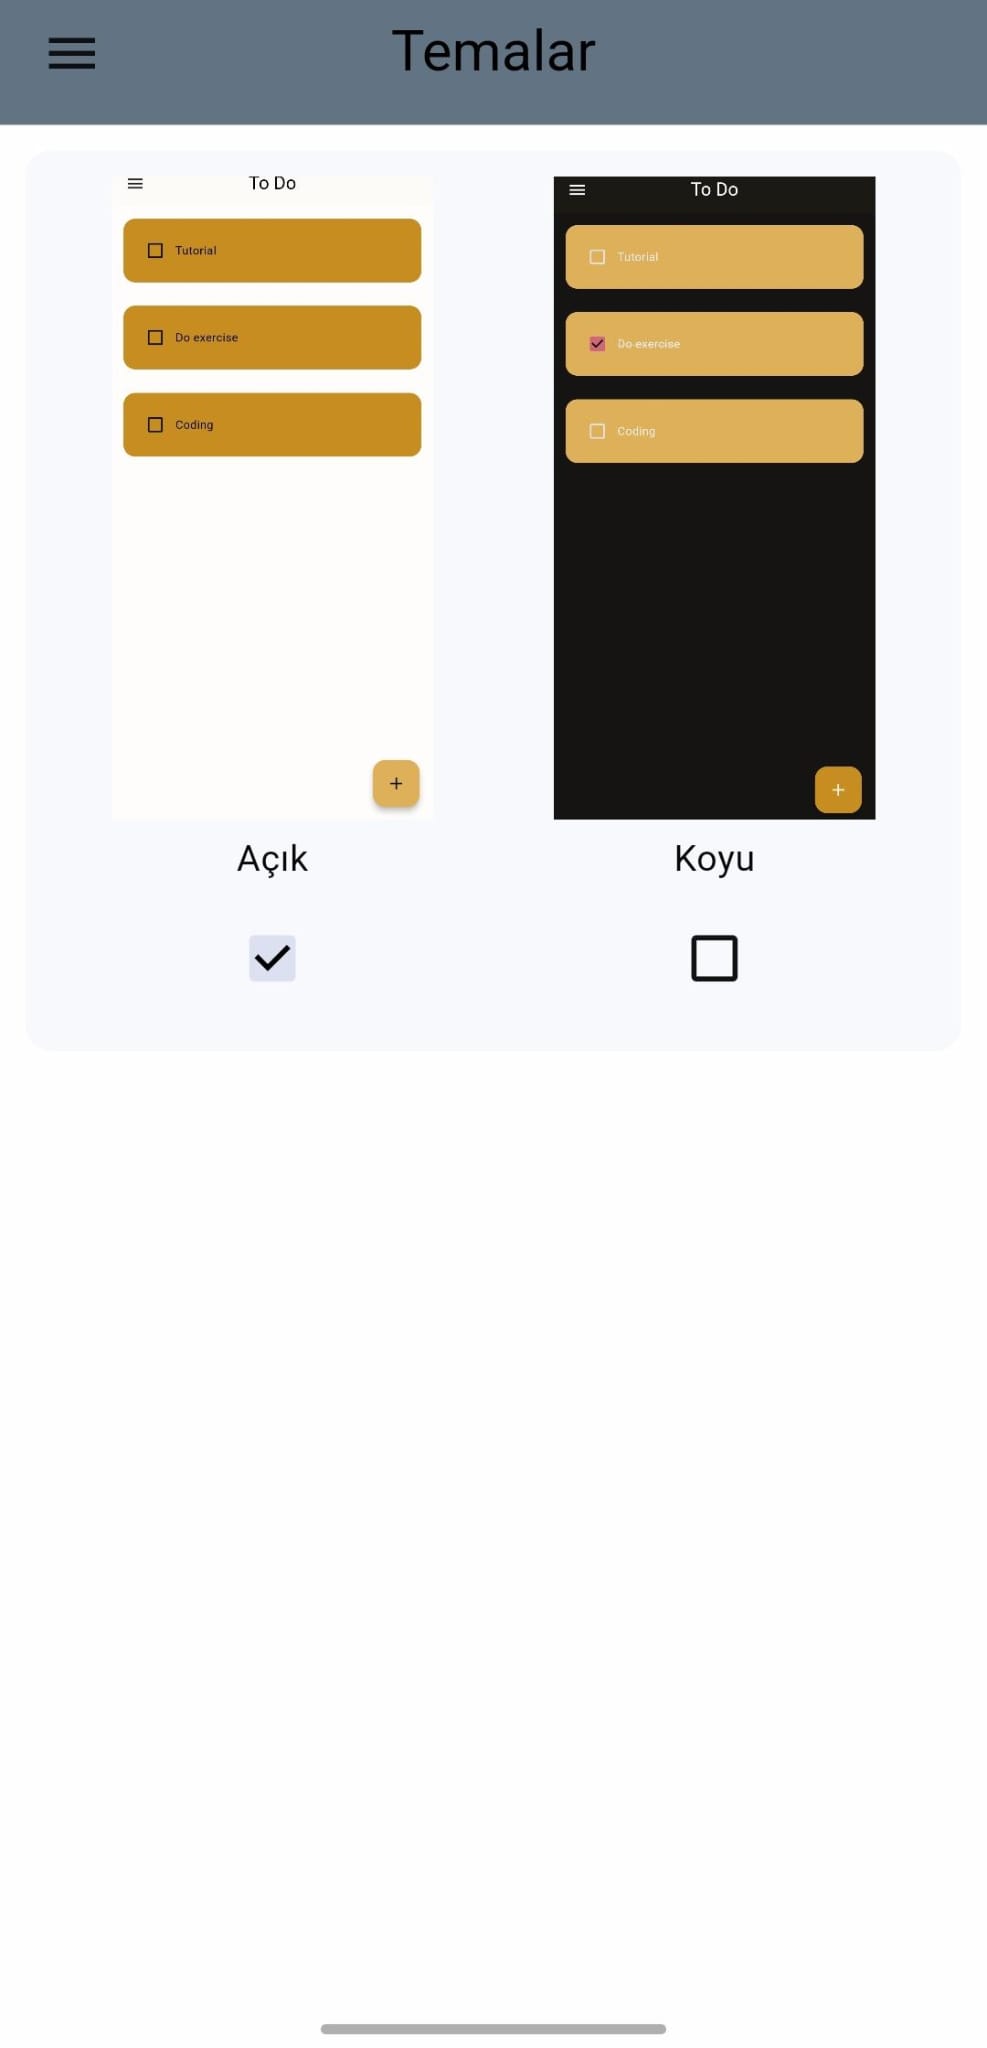 Temalar
To Do
Tutorial
Do exercise
Coding
Açık
To Do
Tutorial
Do exercise
Coding
Koyu